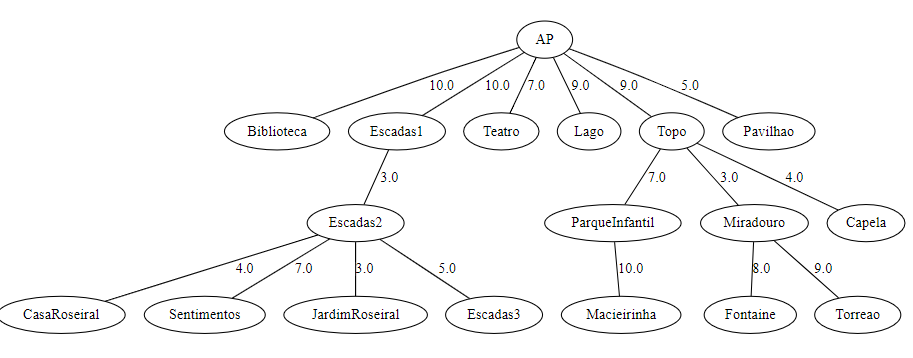 AP
10.0 10.0 7.0 9.0 9.0 5.0
Biblioteca Escadas1 Teatro Lago Topo Pavilhao
3.0 7.0 3.0 4.0
Escadas2 ParqueInfantil Miradouro Capela
4.0 7.0 3.0 5.0 10.0 8.0 9.0
CasaRoseiral Sentimentos JardimRoseiral Escadas3 Macieirinha Fontaine Torreao